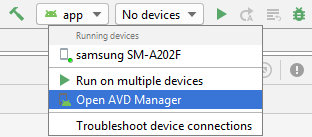 app No devices
Running devices
samsung SM-A202F
Run on multiple devices
Open AVD Manager
Troubleshoot device connections